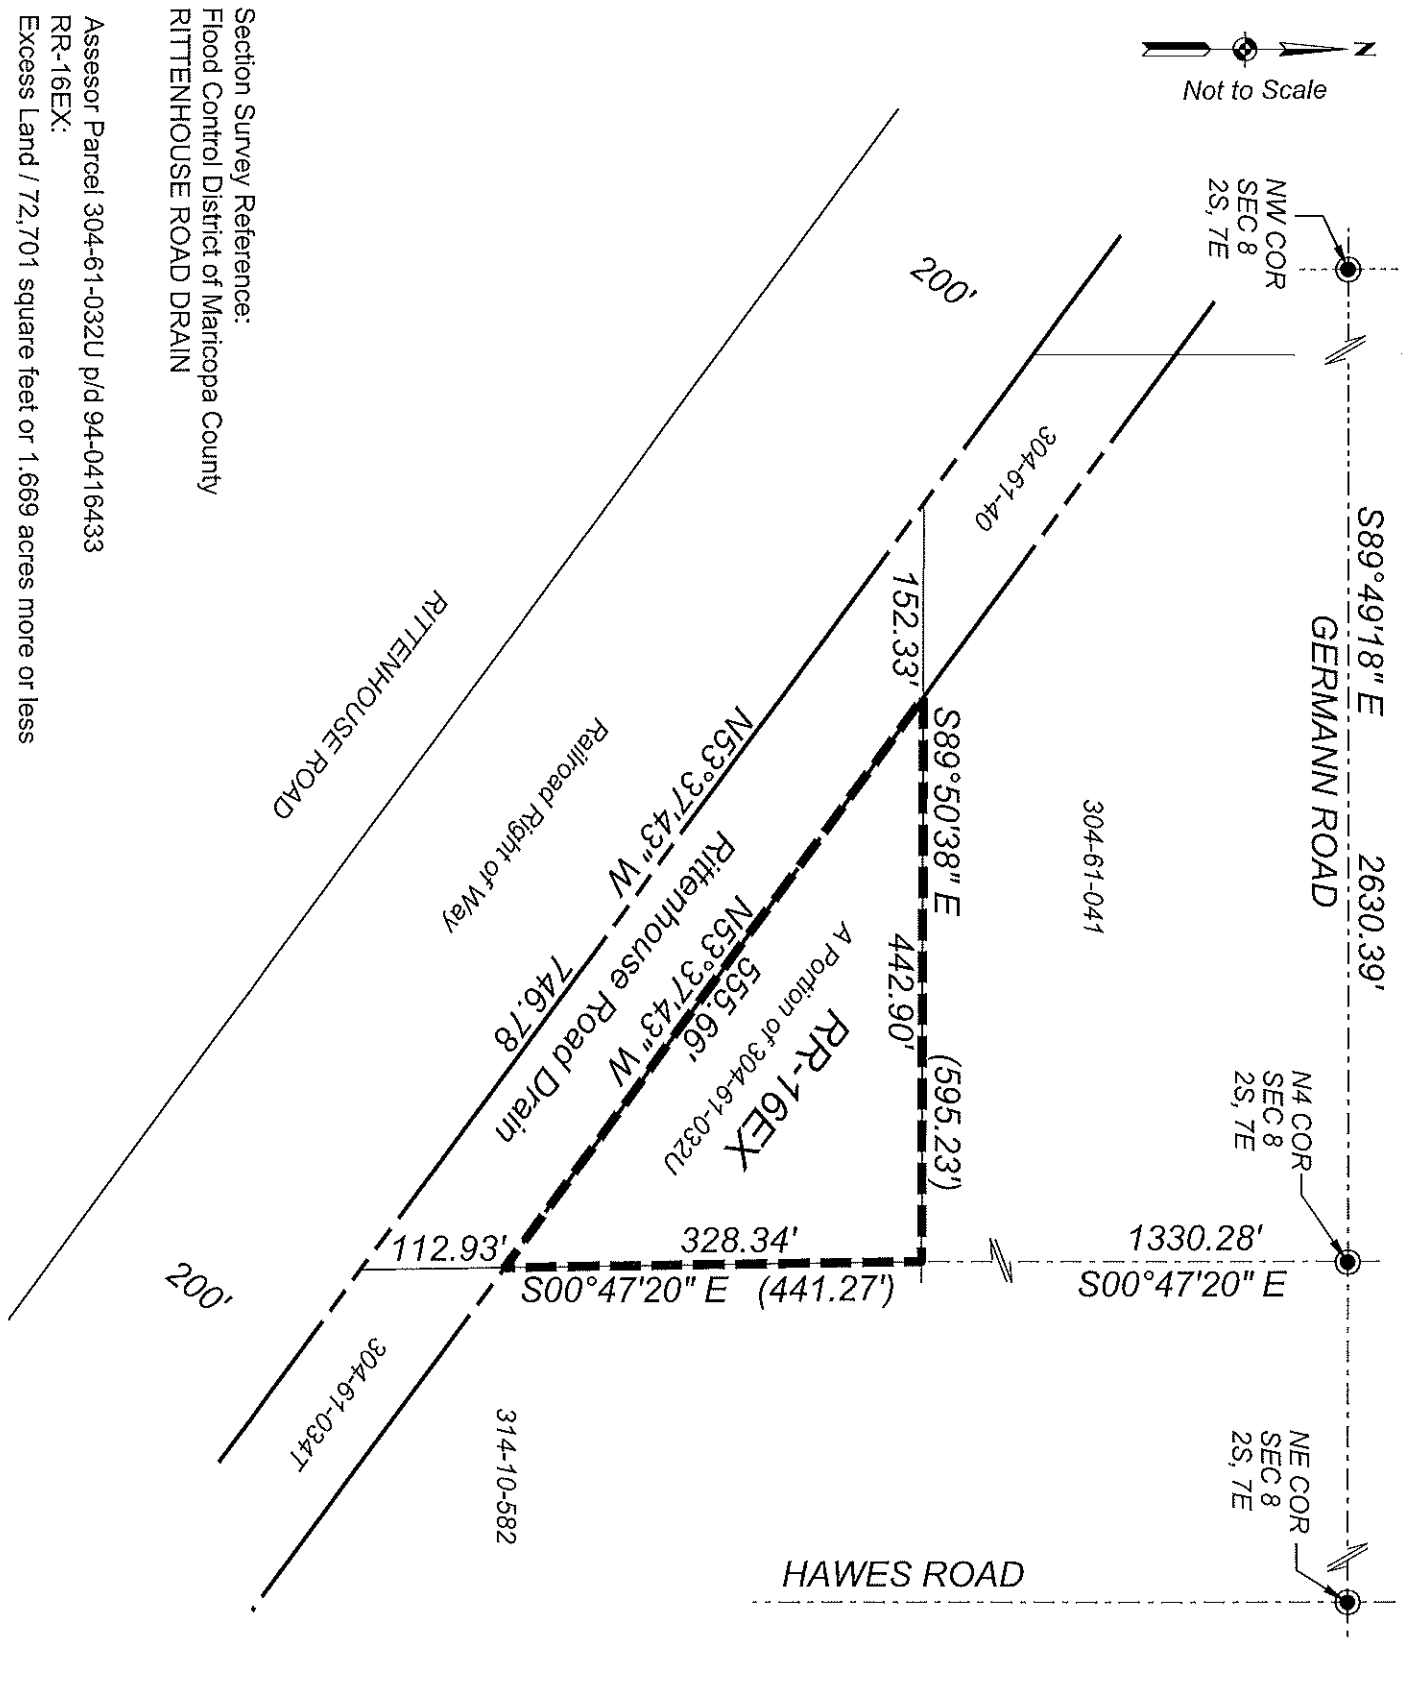 N
Not to Scale
NW COR
SEC 8
2S, 7E
S89°49'18" E 2630.39'
GERMANN ROAD
N4 COR
SEC 8
2S, 7E
NE COR
SEC 8
2S, 7E
1330.28'
S00°47'20" E
HAWES ROAD
304-61-041
304-61-40
200'
152.33'
S89°50'38" E
442.90'
(595.23')
RR-16EX
A Portion of 304-61-032U
555.66'
N53°37'43" W
Rittenhouse Road Drain
N53°37'43" W
746.78
Railroad Right of Way
RITTENHOUSE ROAD
328.34'
S00°47'20" E (441.27')
112.93'
200'
304-61-034T
314-10-582
Section Survey Reference:
Flood Control District of Maricopa County
RITTENHOUSE ROAD DRAIN
Assesor Parcel 304-61-032U p/d 94-0416433
RR-16EX:
Excess Land / 72,701 square feet or 1.669 acres more or less